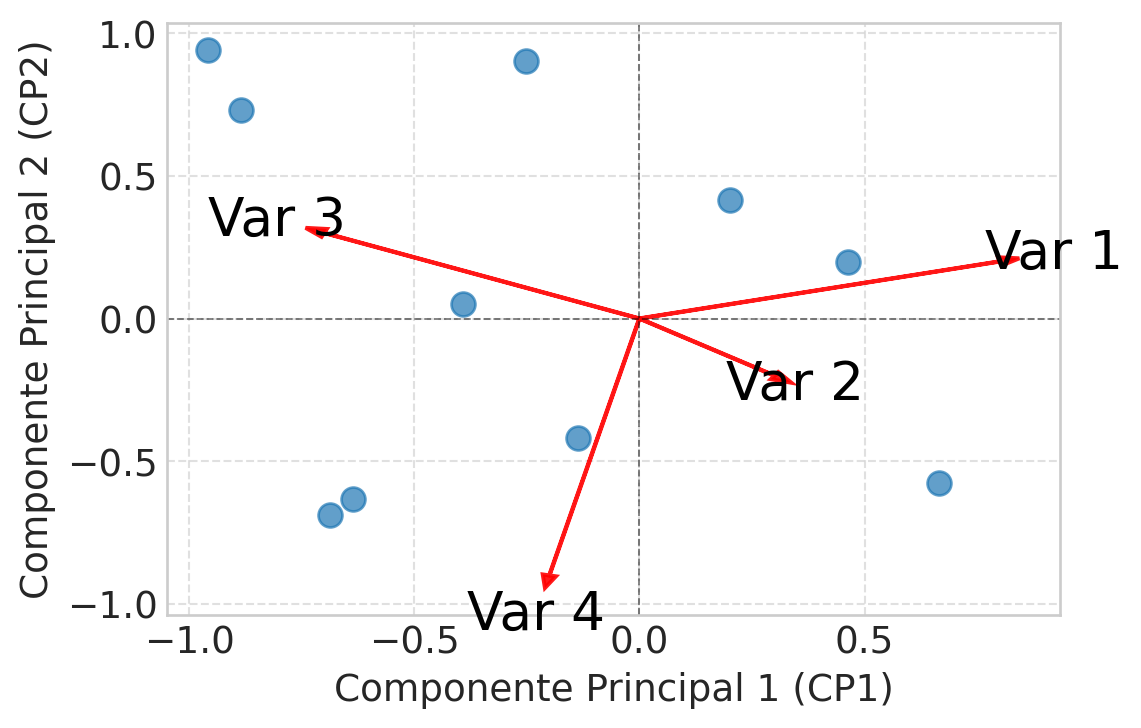 Componente Principal 2 (CP2)
1.0
0.5
0.0
−0.5
−1.0
Var 3
Var 1
Var 2
Var 4
−1.0
−0.5
0.0
0.5
Componente Principal 1 (CP1)